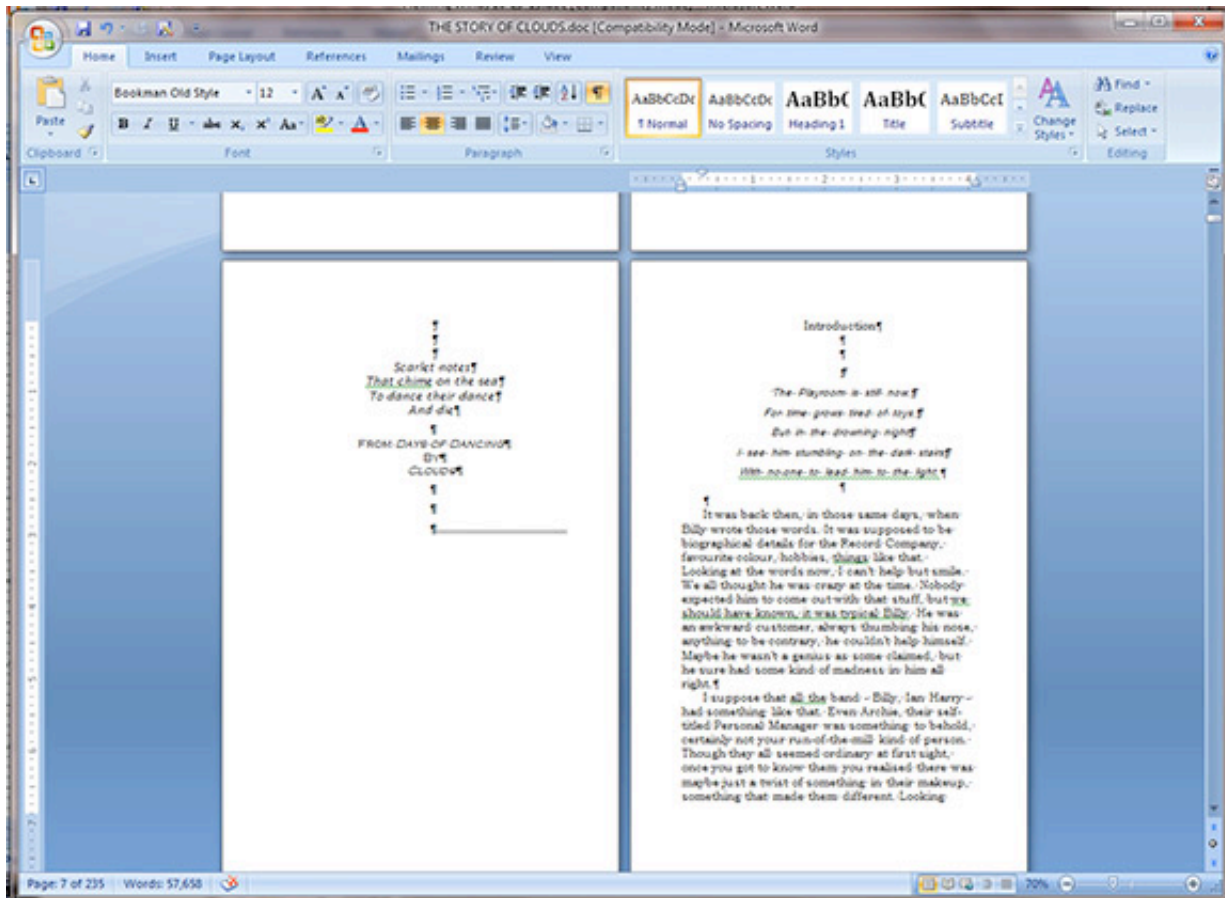 THE STORY OF CLOUDS.doc [Compatibility Mode] - Microsoft Word
Home Insert Page Layout References Mailings Review View
Paste
Bookman Old Style 12
B I U abe x, x² Aa A
AaBbCcDc AaBbCcDc AaBbC AaBbC AaBbCcI
¶ Normal No Spacing Heading 1 Title Subtitle
Change Styles
Find
Replace
Select
Clipboard Font Paragraph Styles Editing
¶
¶
¶
Scarlet notes¶
That chime on the sea¶
To dance their dance¶
And die¶
¶
FROM DAYS OF DANCING¶
BY¶
CLOUDS¶
¶
¶
¶
Introduction¶
¶
¶
¶
The Playroom is still now¶
For time grows tired of toys¶
But in the drowning night¶
I see him stumbling on the dark stairs¶
With no-one to lead him to the light¶
¶
¶
It was back then, in those same days, when
Billy wrote those words. It was supposed to be
biographical details for the Record Company,
favourite colour, hobbies, things like that.
Looking at the words now, I can't help but smile.
We all thought he was crazy at the time. Nobody
expected him to come out with that stuff, but we
should have known, it was typical Billy. He was
an awkward customer, always thumbing his nose,
anything to be contrary, he couldn't help himself.
Maybe he wasn't a genius as some claimed, but
he sure had some kind of madness in him all
right.¶
I suppose that all the band – Billy, Ian Harry –
had something like that. Even Archie, their self-
titled Personal Manager was something to behold,
certainly not your run-of-the-mill kind of person.
Though they all seemed ordinary at first sight,
once you got to know them you realised there was
maybe just a twist of something in their makeup,
something that made them different. Looking
Page: 7 of 235 Words: 57,658 70%